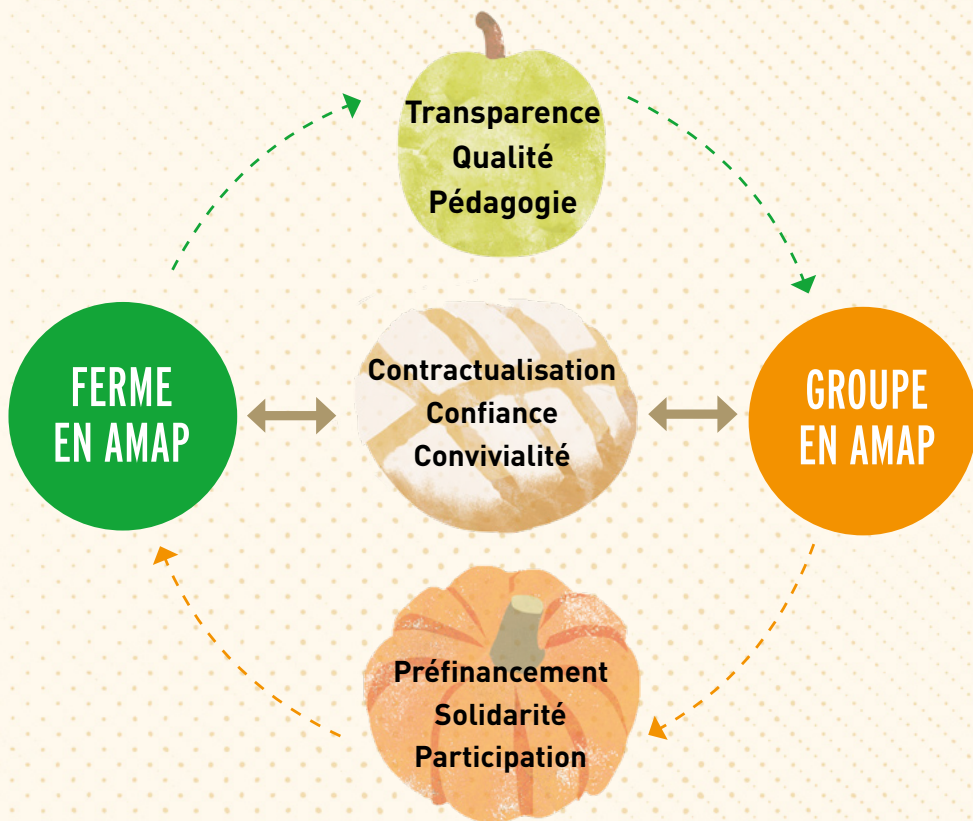 Transparence
Qualité
Pédagogie
FERME
EN AMAP
Contractualisation
Confiance
Convivialité
GROUPE
EN AMAP
Préfinancement
Solidarité
Participation